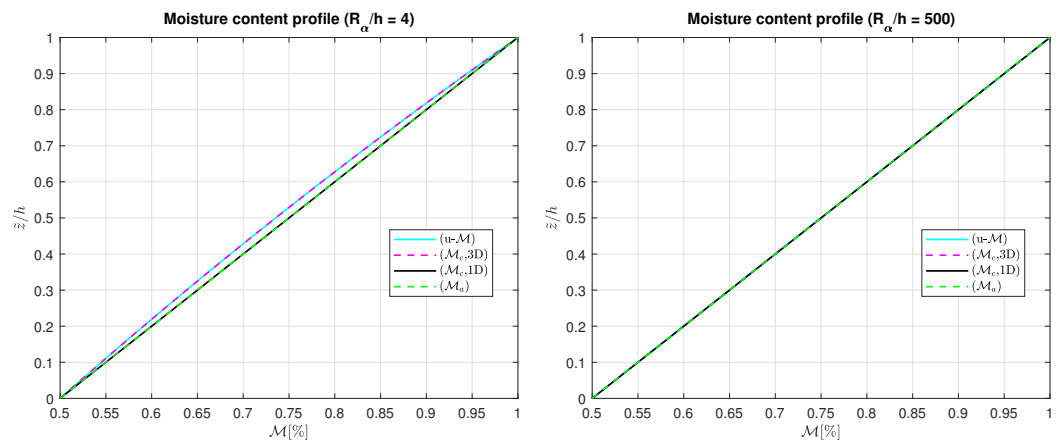 Moisture content profile (R_α/h = 4)
1
0.9
0.8
0.7
0.6
0.5
0.4
0.3
0.2
0.1
0
z̃/h
0.5 0.55 0.6 0.65 0.7 0.75 0.8 0.85 0.9 0.95 1
ℳ[%]
(u-ℳ)
(ℳ_c,3D)
(ℳ_c,1D)
(ℳ_a)
Moisture content profile (R_α/h = 500)
1
0.9
0.8
0.7
0.6
0.5
0.4
0.3
0.2
0.1
0
z̃/h
0.5 0.55 0.6 0.65 0.7 0.75 0.8 0.85 0.9 0.95 1
ℳ[%]
(u-ℳ)
(ℳ_c,3D)
(ℳ_c,1D)
(ℳ_a)